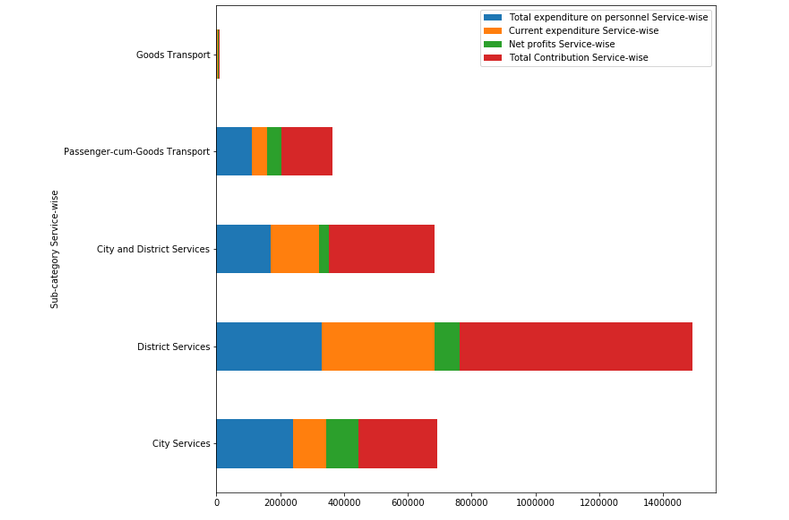 Total expenditure on personnel Service-wise
Current expenditure Service-wise
Net profits Service-wise
Total Contribution Service-wise
Goods Transport
Passenger-cum-Goods Transport
City and District Services
District Services
City Services
Sub-category Service-wise
0
200000
400000
600000
800000
1000000
1200000
1400000